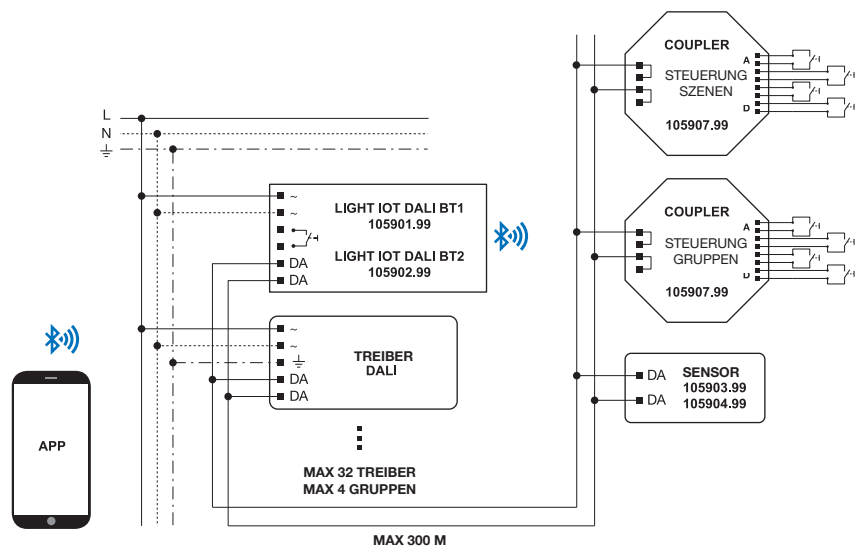 L
N
~
~
DA
DA
LIGHT IOT DALI BT1
105901.99
LIGHT IOT DALI BT2
105902.99
~
~
DA
DA
TREIBER
DALI
MAX 32 TREIBER
MAX 4 GRUPPEN
MAX 300 M
APP
COUPLER
STEUERUNG
SZENEN
105907.99
A
D
COUPLER
STEUERUNG
GRUPPEN
105907.99
A
D
DA
DA
SENSOR
105903.99
105904.99